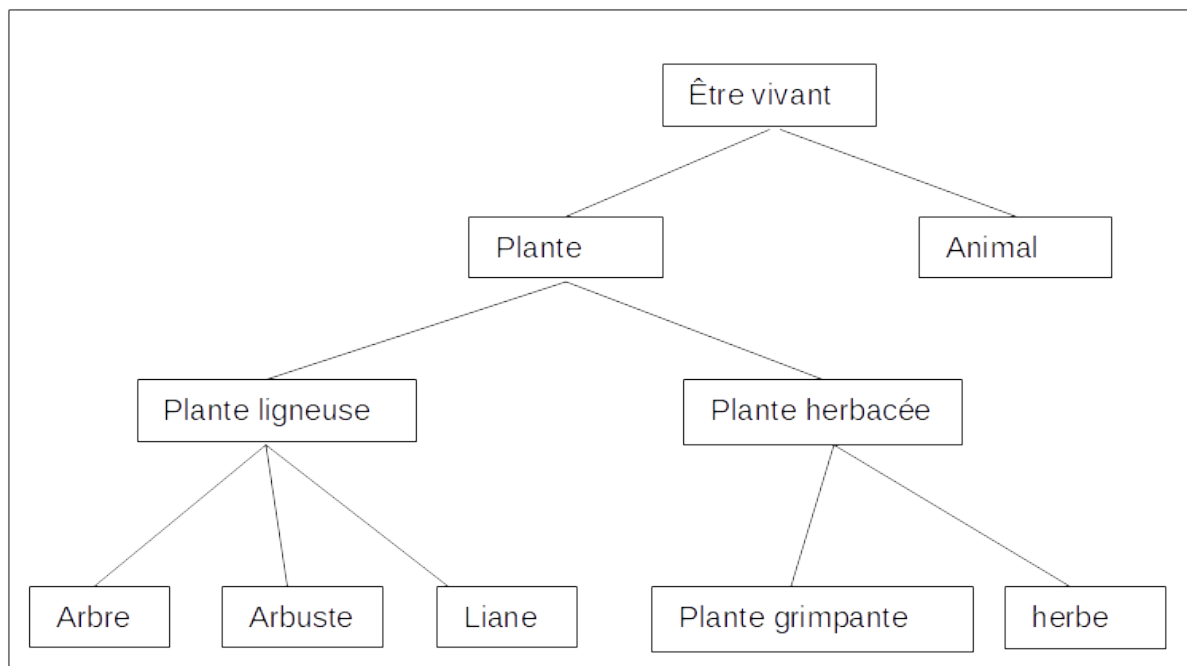 Être vivant
Plante
Animal
Plante ligneuse
Plante herbacée
Arbre
Arbuste
Liane
Plante grimpante
herbe